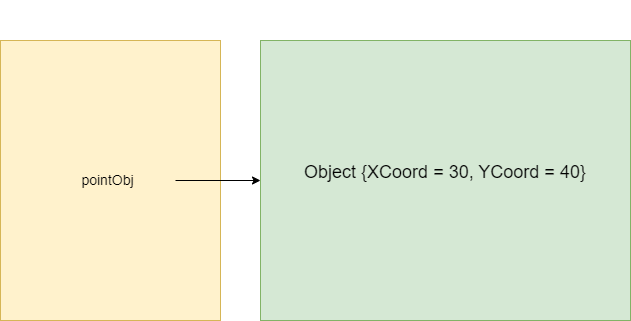 pointObj
Object {XCoord = 30, YCoord = 40}